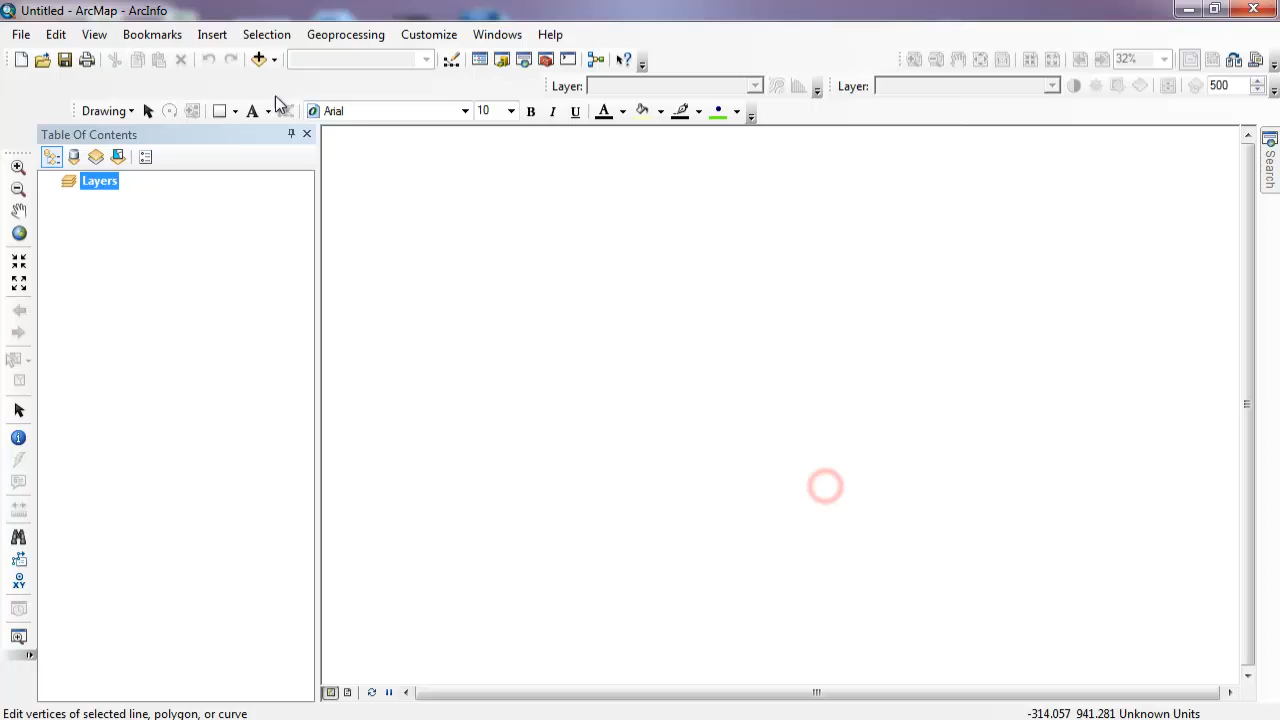 Untitled - ArcMap - ArcInfo
File Edit View Bookmarks Insert Selection Geoprocessing Customize Windows Help
32%
Layer: Layer: 500
Drawing A Arial 10 B I U A
Table Of Contents
Layers
Search
XY
Edit vertices of selected line, polygon, or curve
-314.057 941.281 Unknown Units